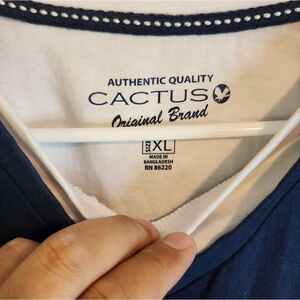 AUTHENTIC QUALITY
CACTUS
Original Brand
SIZE XL
MADE IN
BANGLADESH
RN 86220